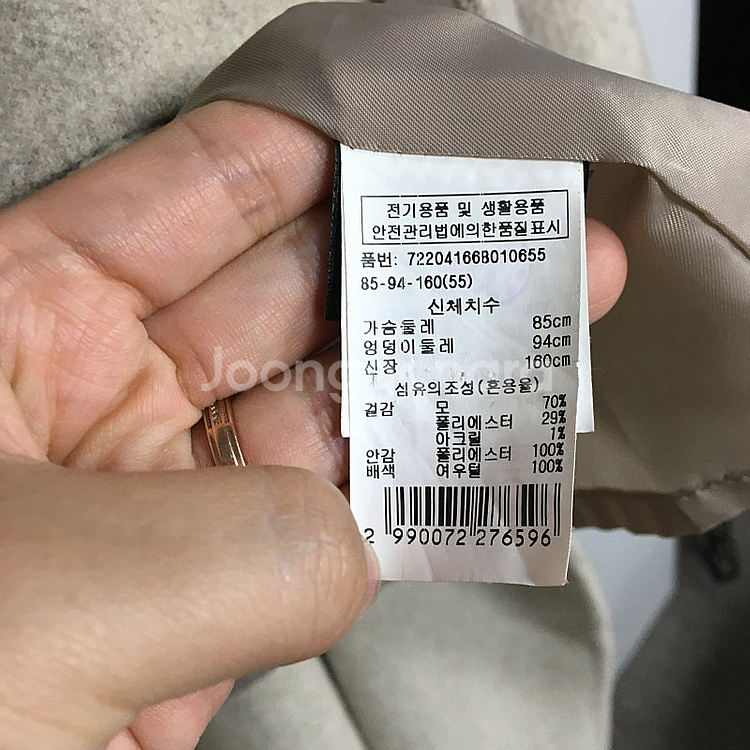 전기용품 및 생활용품
안전관리법에의한품질표시
품번: 722041668010655
85-94-160(55)
신체치수
가슴둘레 85cm
엉덩이둘레 94cm
신장 160cm
섬유의조성(혼용율)
겉감 모 70%
폴리에스터 29%
아크릴 1%
안감 폴리에스터 100%
배색 여우털 100%
2 990072 276596